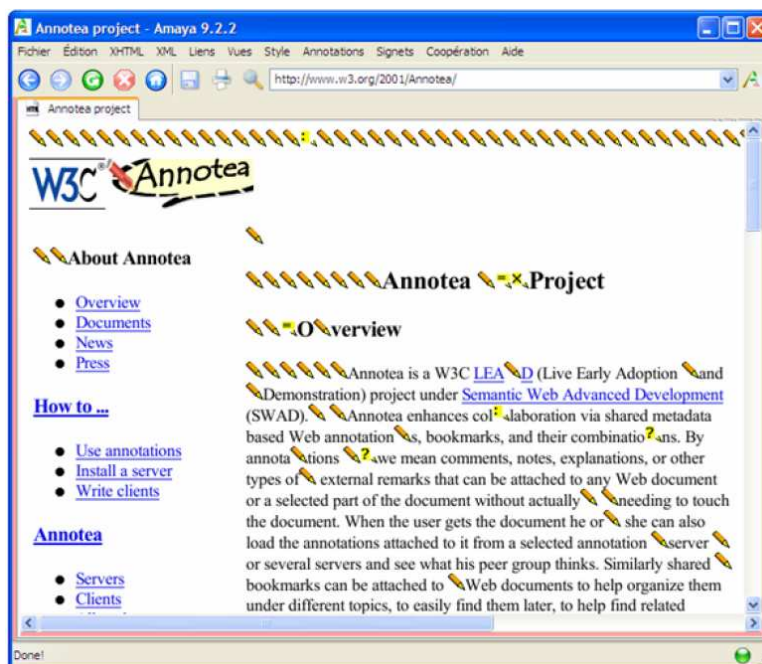 Annotea project - Amaya 9.2.2
Fichier Édition XHTML XML Liens Vues Style Annotations Signets Coopération Aide
http://www.w3.org/2001/Annotea/
Annotea project
W3C® Annotea
About Annotea
Overview
Documents
News
Press
How to ...
Use annotations
Install a server
Write clients
Annotea
Servers
Clients
Annotea Project
Overview
Annotea is a W3C LEAD (Live Early Adoption and
Demonstration) project under Semantic Web Advanced Development
(SWAD). Annotea enhances collaboration via shared metadata
based Web annotations, bookmarks, and their combinations. By
annotations we mean comments, notes, explanations, or other
types of external remarks that can be attached to any Web document
or a selected part of the document without actually needing to touch
the document. When the user gets the document he or she can also
load the annotations attached to it from a selected annotation server
or several servers and see what his peer group thinks. Similarly shared
bookmarks can be attached to Web documents to help organize them
under different topics, to easily find them later, to help find related
Done!